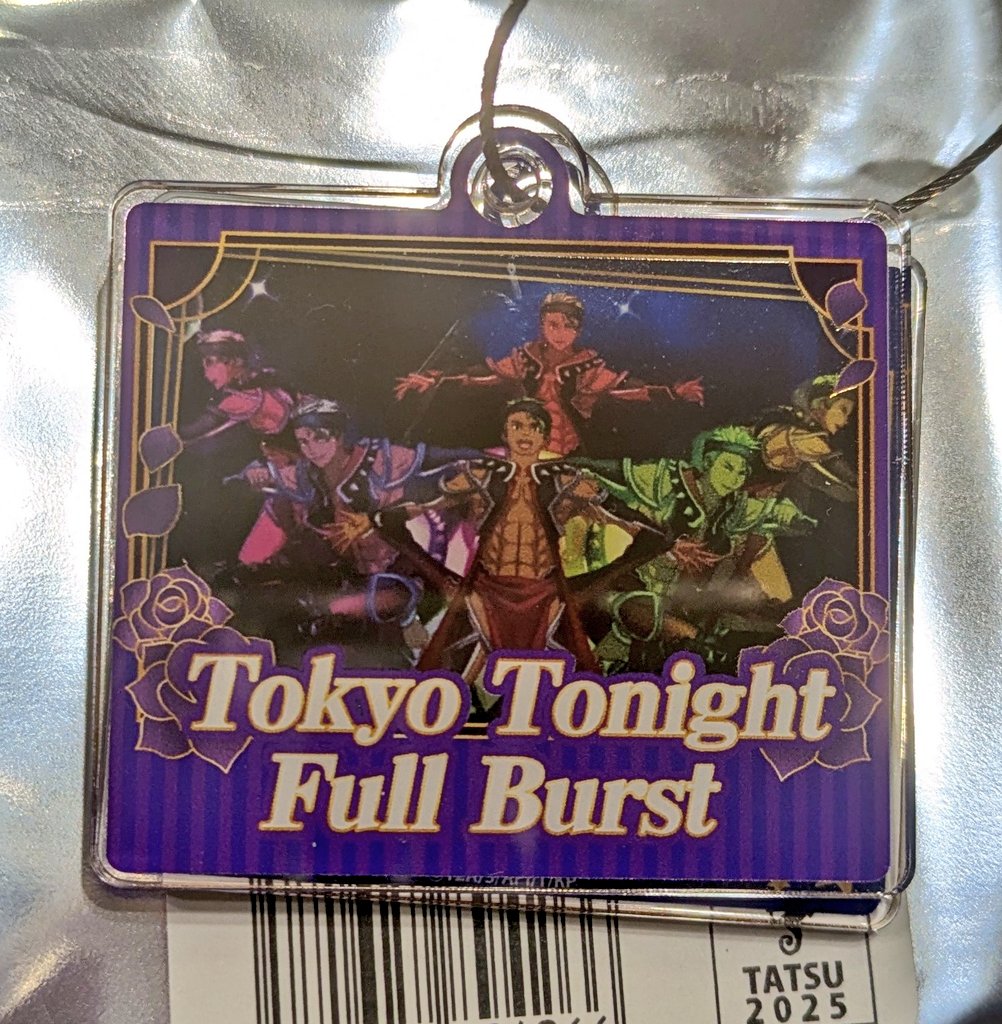 Tokyo Tonight
Full Burst
TATSU
2025